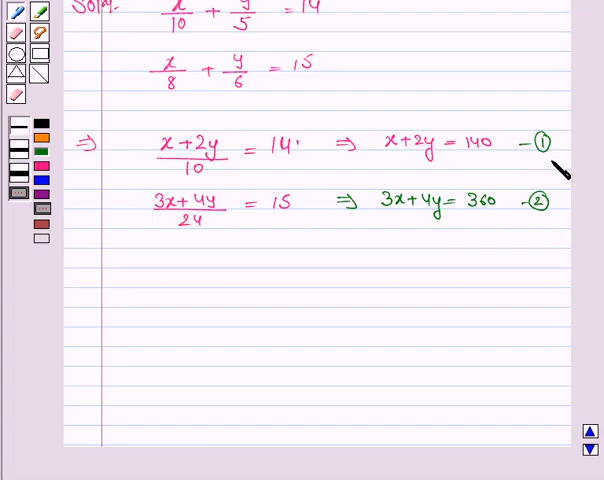 Soln.
x/10 + y/5 = 14
x/8 + y/6 = 15
⇒ x+2y/10 = 14 ⇒ x+2y = 140 -①
3x+4y/24 = 15 ⇒ 3x+4y = 360 -②